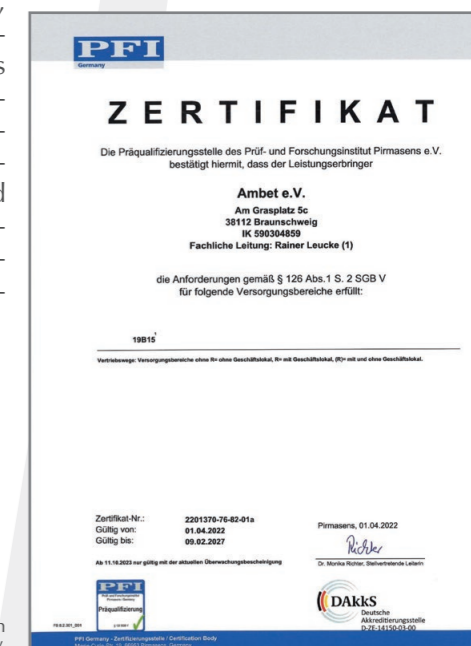 PFI
Germany
ZERTIFIKAT
Die Präqualifizierungsstelle des Prüf- und Forschungsinstitut Pirmasens e.V.
bestätigt hiermit, dass der Leistungserbringer
Ambet e.V.
Am Grasplatz 5c
38112 Braunschweig
IK 590304859
Fachliche Leitung: Rainer Leucke (1)
die Anforderungen gemäß § 126 Abs.1 S. 2 SGB V
für folgende Versorgungsbereiche erfüllt:
19B15
Vertriebswege: Versorgungsbereiche ohne R= ohne Geschäftslokal, R= mit Geschäftslokal, (R)= mit und ohne Geschäftslokal.
Zertifikat-Nr.: 2201370-76-82-01a
Gültig von: 01.04.2022
Gültig bis: 09.02.2027
Pirmasens, 01.04.2022
Richter
Ab 11.10.2023 nur gültig mit der aktuellen Überwachungsbescheinigung
Dr. Monika Richter, Stellvertretende Leiterin
PFI
Präqualifizierung
DAkkS
Deutsche
Akkreditierungsstelle
D-ZE-14150-03-00
PFI Germany - Zertifizierungsstelle / Certification Body